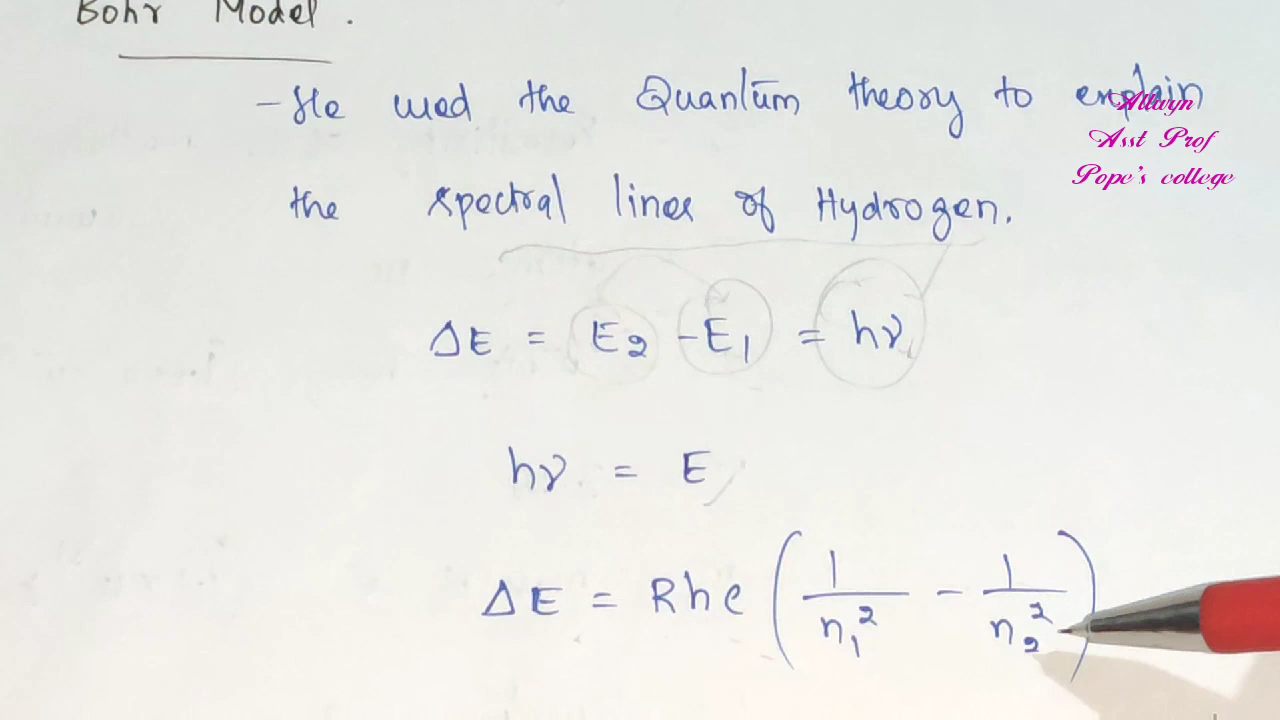 Bohr Model.
- He used the Quantum theory to explain
Allwyn
Asst Prof
Pope's college
the spectral lines of Hydrogen.
ΔE = E₂ - E₁ = hν
hν = E
ΔE = Rhc (1/n₁² - 1/n₂²)